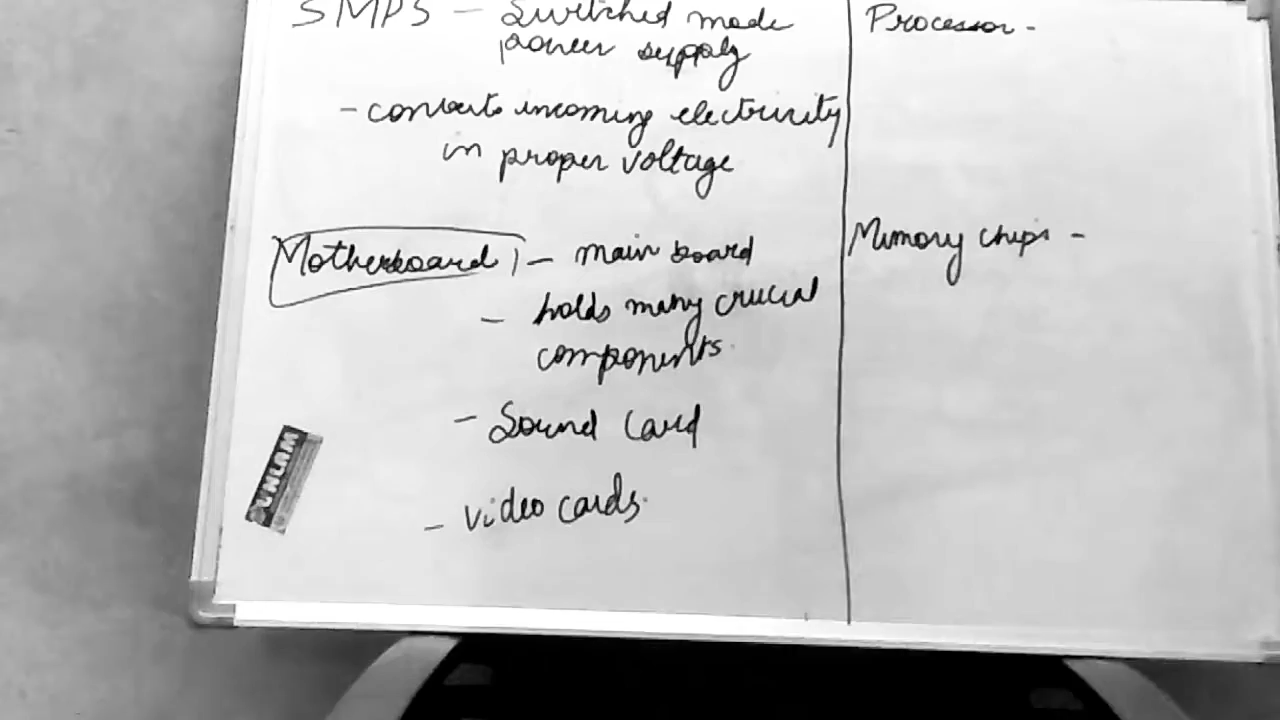 SMPS - Switched mode
power supply
- converts incoming electricity
in proper voltage
Motherboard - main board
- holds many crucial
components.
- Sound Card
- video cards.
UNLAM
Processor -
Memory chips -